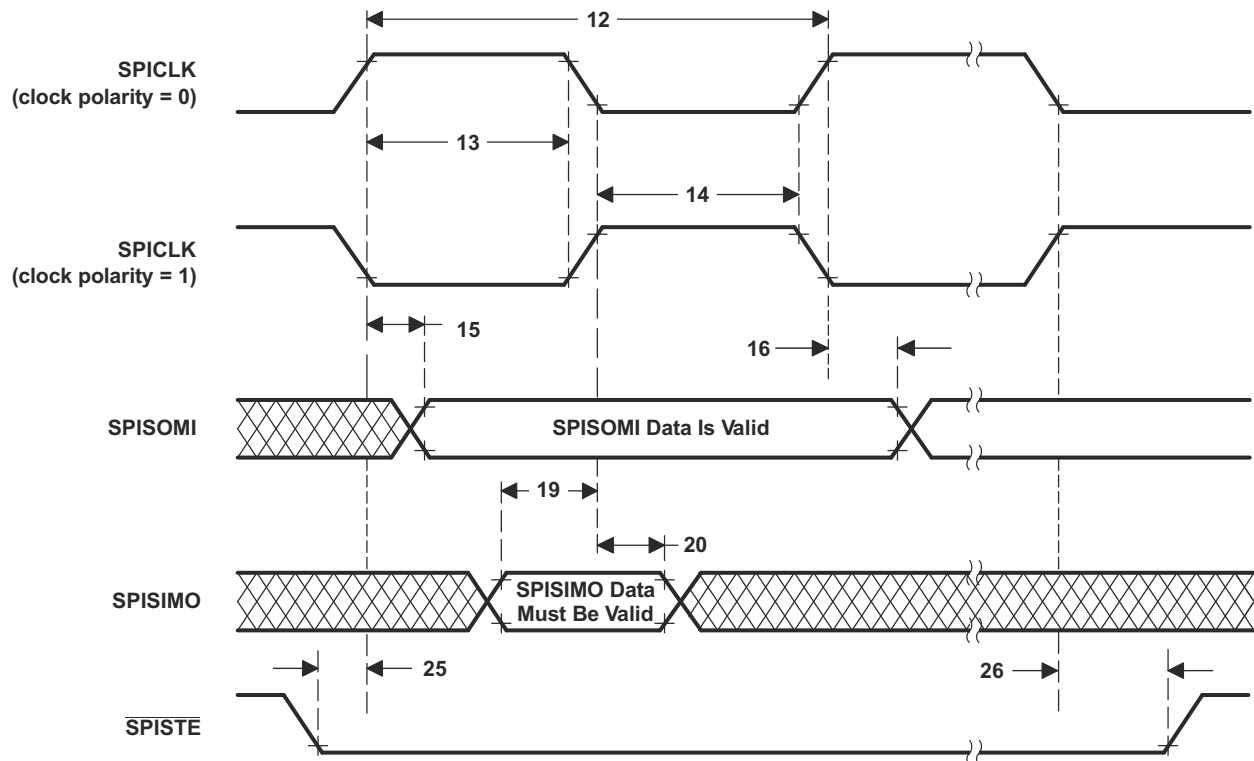 12
SPICLK
(clock polarity = 0)
13
14
SPICLK
(clock polarity = 1)
15
16
SPISOMI
SPISOMI Data Is Valid
19
20
SPISIMO
SPISIMO Data
Must Be Valid
25
26
SPISTE